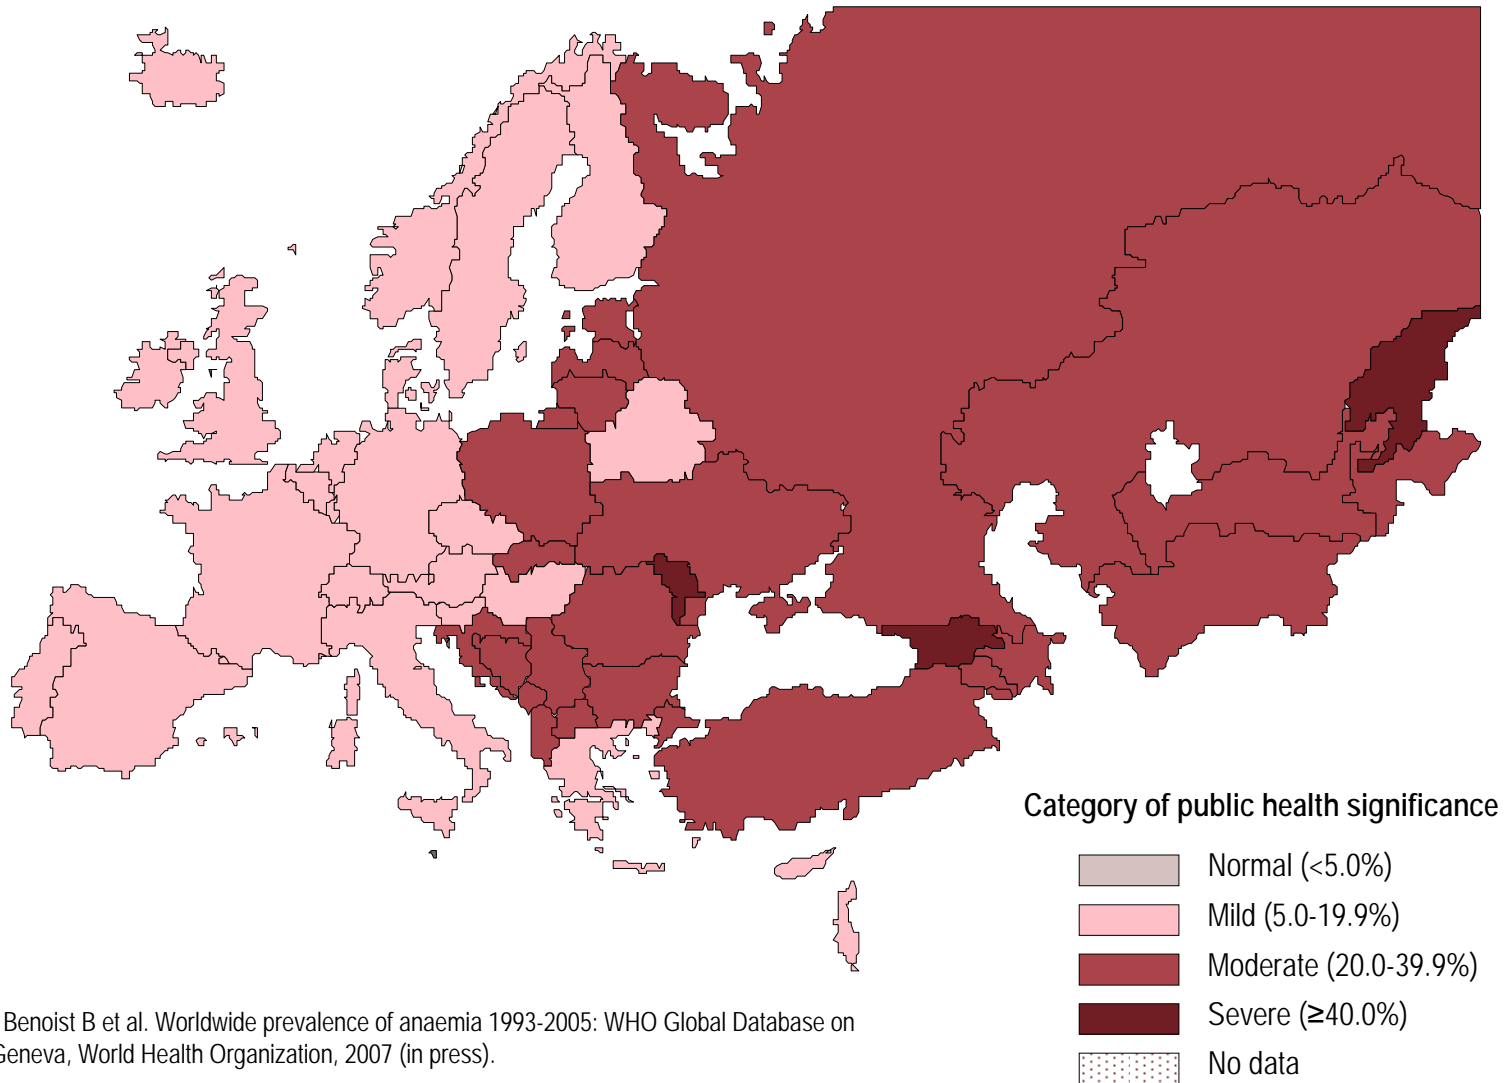 Category of public health significance
Normal (<5.0%)
Mild (5.0-19.9%)
Moderate (20.0-39.9%)
Severe (≥40.0%)
No data
Benoist B et al. Worldwide prevalence of anaemia 1993-2005: WHO Global Database on
Geneva, World Health Organization, 2007 (in press).